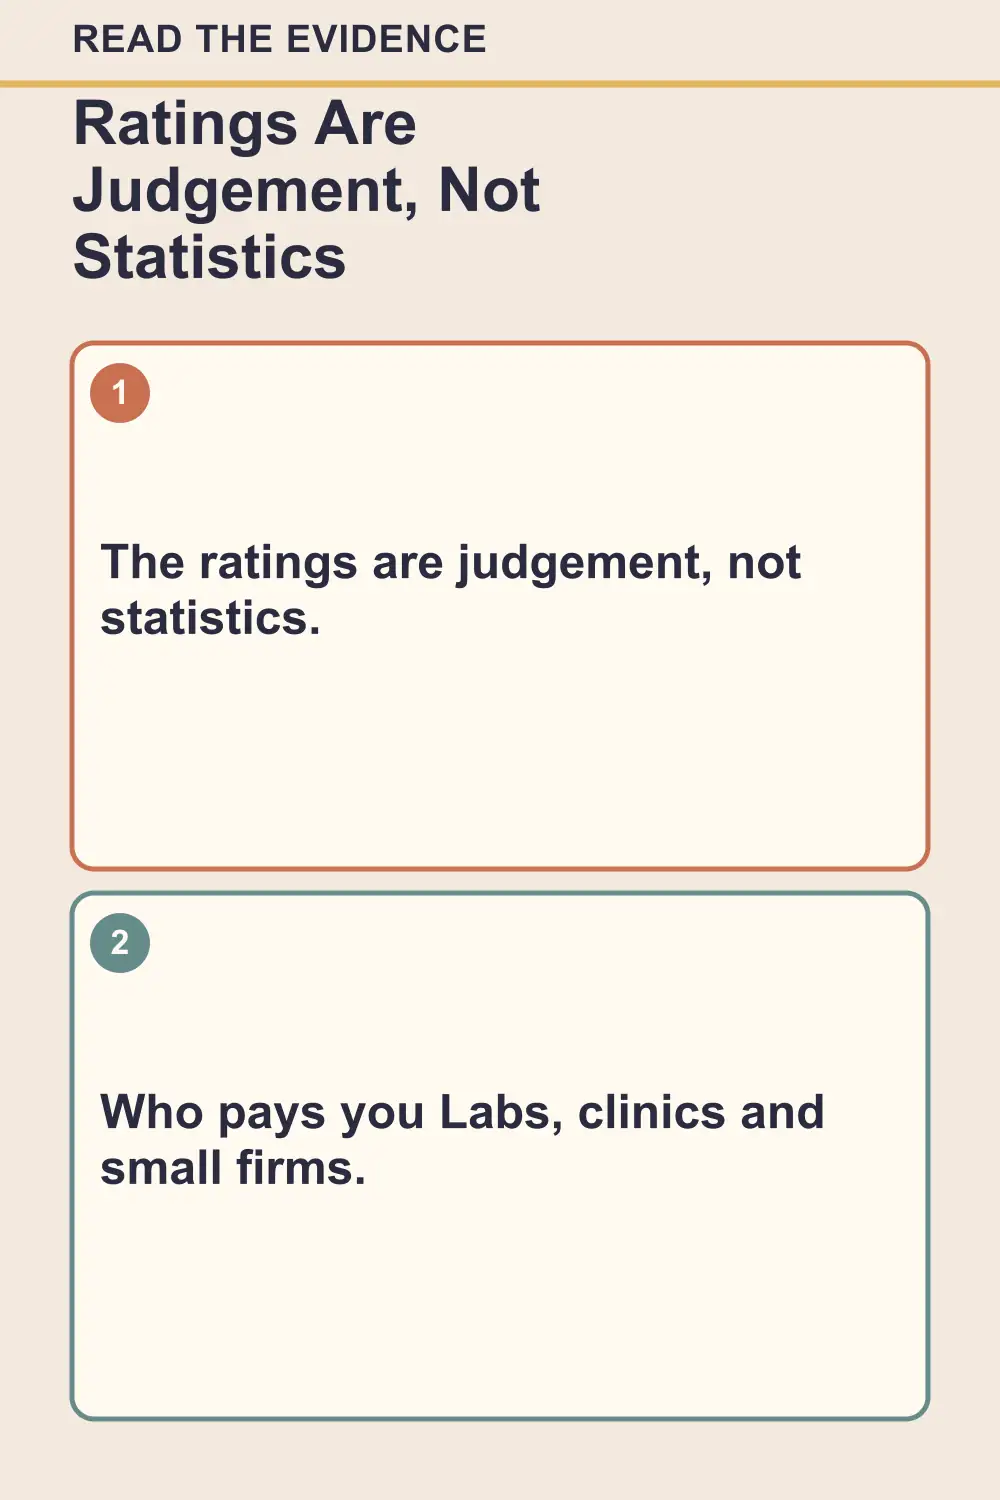 READ THE EVIDENCE
Ratings Are
Judgement, Not
Statistics
1
The ratings are judgement, not
statistics.
2
Who pays you Labs, clinics and
small firms.